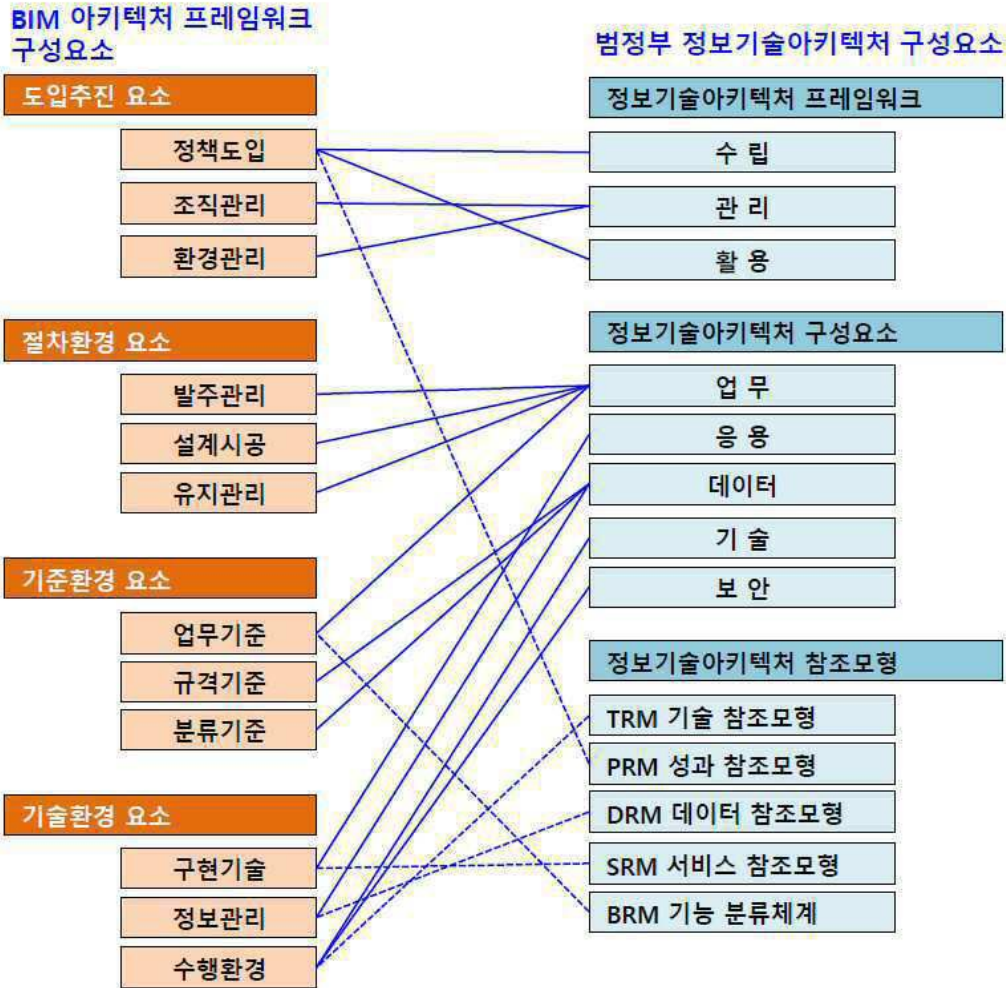 BIM 아키텍처 프레임워크
구성요소
도입추진 요소
정책도입
조직관리
환경관리
절차환경 요소
발주관리
설계시공
유지관리
기준환경 요소
업무기준
규격기준
분류기준
기술환경 요소
구현기술
정보관리
수행환경
범정부 정보기술아키텍처 구성요소
정보기술아키텍처 프레임워크
수 립
관 리
활 용
정보기술아키텍처 구성요소
업 무
응 용
데이터
기 술
보 안
정보기술아키텍처 참조모형
TRM 기술 참조모형
PRM 성과 참조모형
DRM 데이터 참조모형
SRM 서비스 참조모형
BRM 기능 분류체계